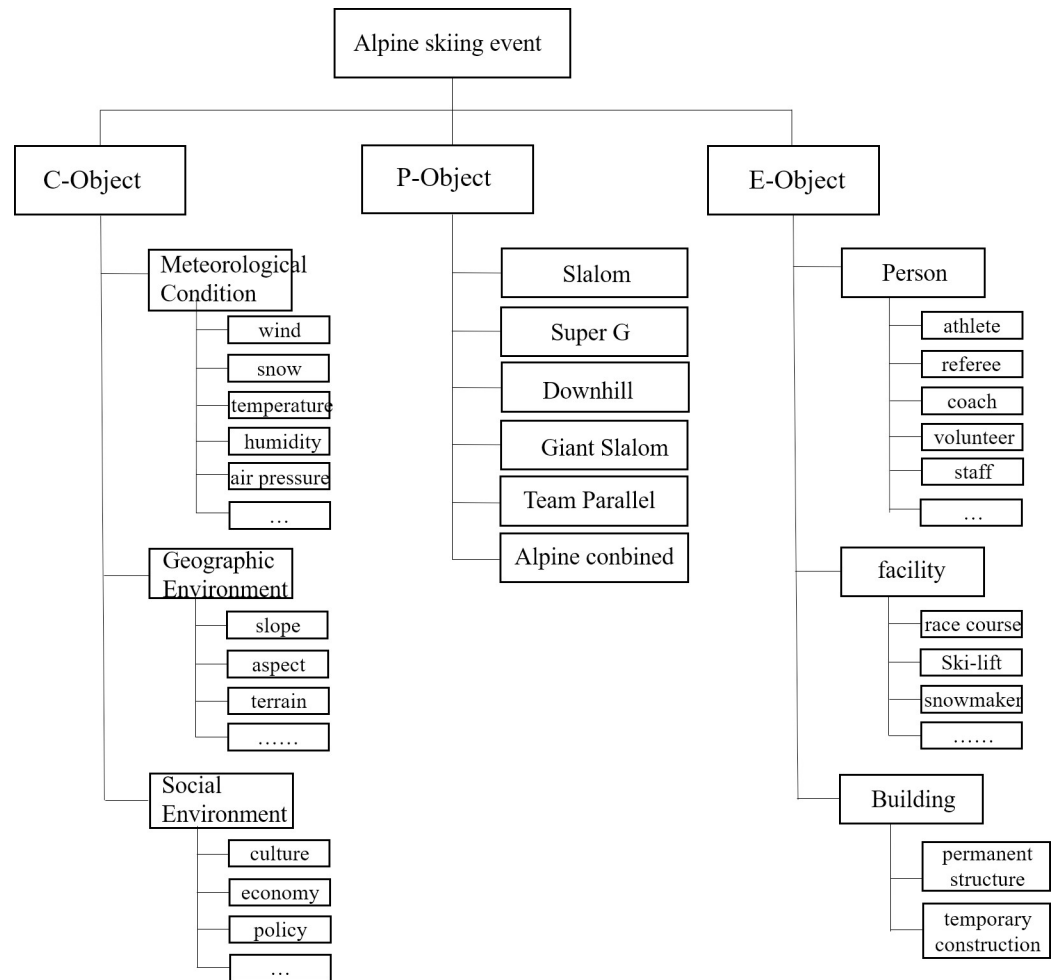 Alpine skiing event
C-Object
Meteorological
Condition
wind
snow
temperature
humidity
air pressure
…
Geographic
Environment
slope
aspect
terrain
……
Social
Environment
culture
economy
policy
…
P-Object
Slalom
Super G
Downhill
Giant Slalom
Team Parallel
Alpine conbined
E-Object
Person
athlete
referee
coach
volunteer
staff
…
facility
race course
Ski-lift
snowmaker
……
Building
permanent
structure
temporary
construction